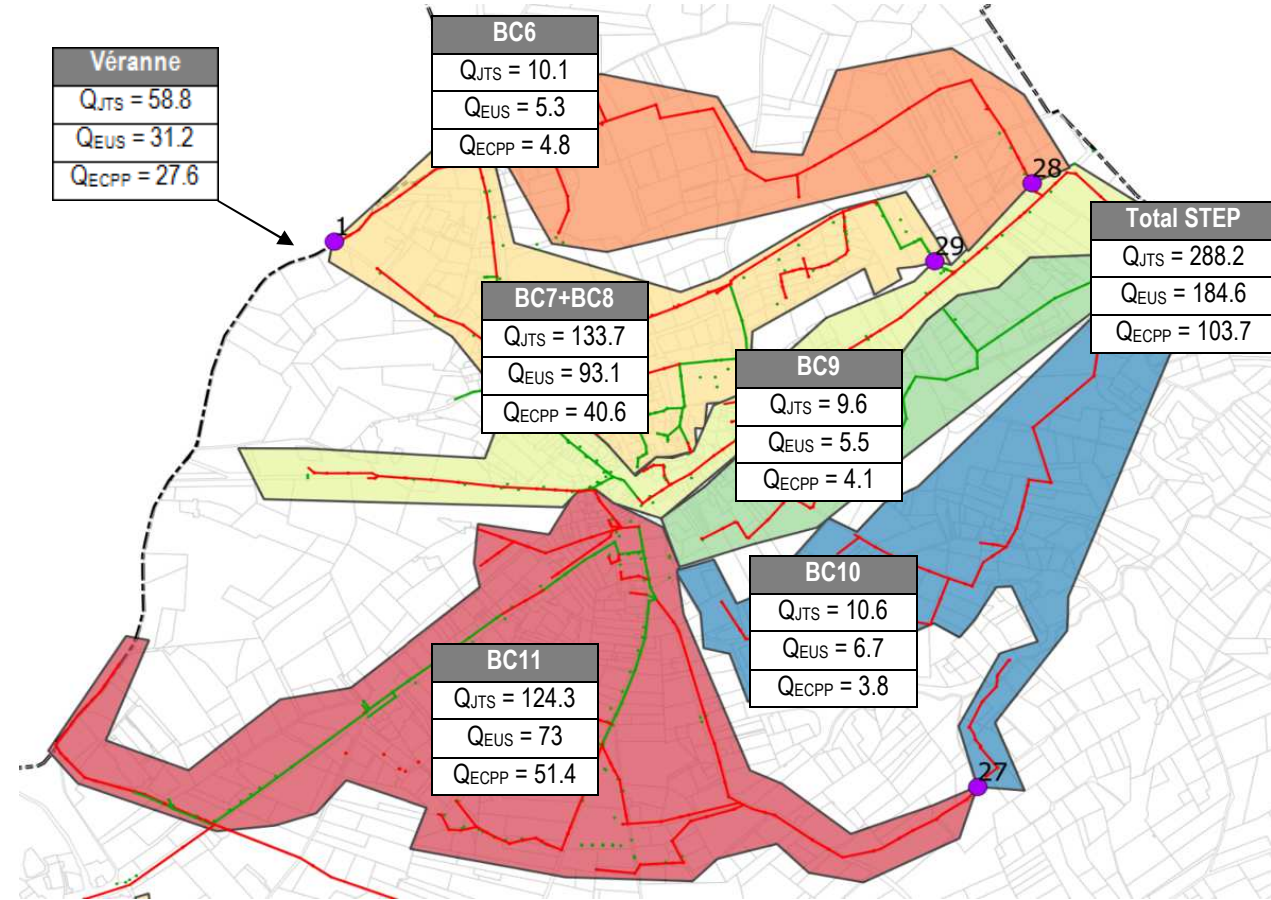 Véranne
QJTS = 58.8
QEUS = 31.2
QECPP = 27.6
BC6
QJTS = 10.1
QEUS = 5.3
QECPP = 4.8
1
28
29
Total STEP
QJTS = 288.2
QEUS = 184.6
QECPP = 103.7
BC7+BC8
QJTS = 133.7
QEUS = 93.1
QECPP = 40.6
BC9
QJTS = 9.6
QEUS = 5.5
QECPP = 4.1
BC10
QJTS = 10.6
QEUS = 6.7
QECPP = 3.8
BC11
QJTS = 124.3
QEUS = 73
QECPP = 51.4
27